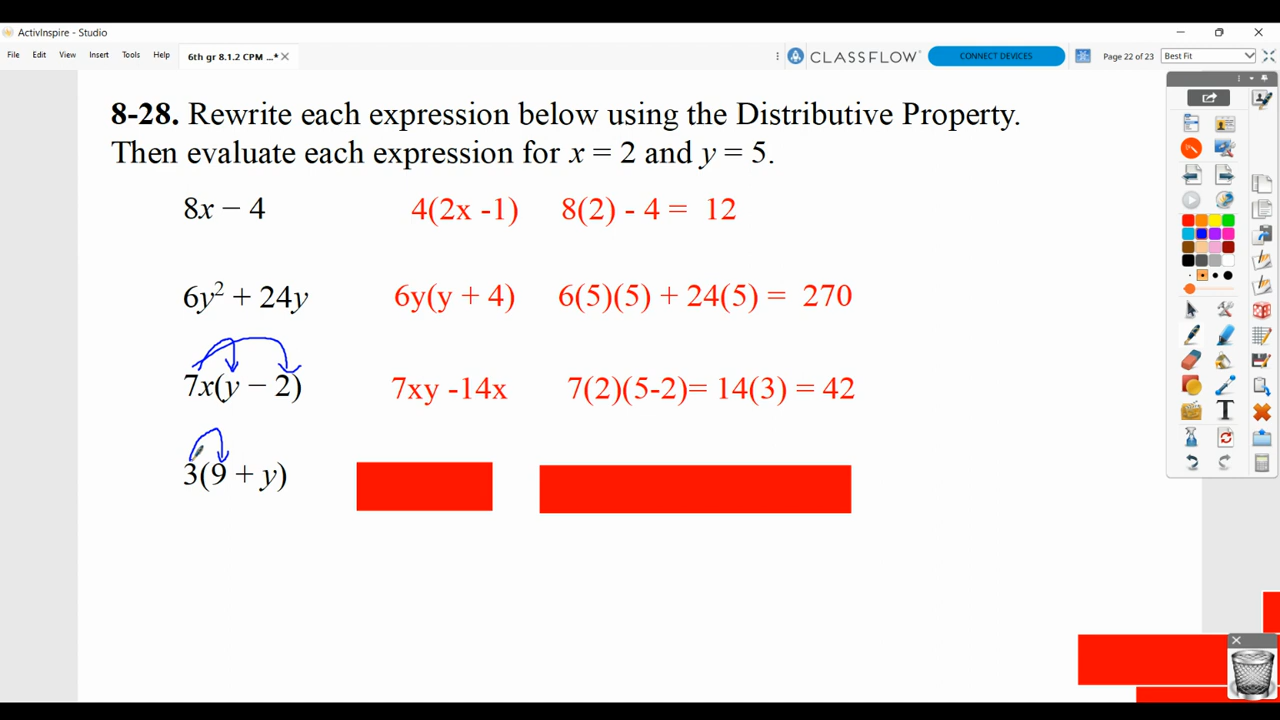 ActivInspire - Studio
File Edit View Insert Tools Help 6th gr 8.1.2 CPM ...* CLASSFLOW CONNECT DEVICES Page 22 of 23 Best Fit
8-28. Rewrite each expression below using the Distributive Property.
Then evaluate each expression for x = 2 and y = 5.
8x − 4 4(2x -1) 8(2) - 4 = 12
6y² + 24y 6y(y + 4) 6(5)(5) + 24(5) = 270
7x(y − 2) 7xy -14x 7(2)(5-2)= 14(3) = 42
3(9 + y)